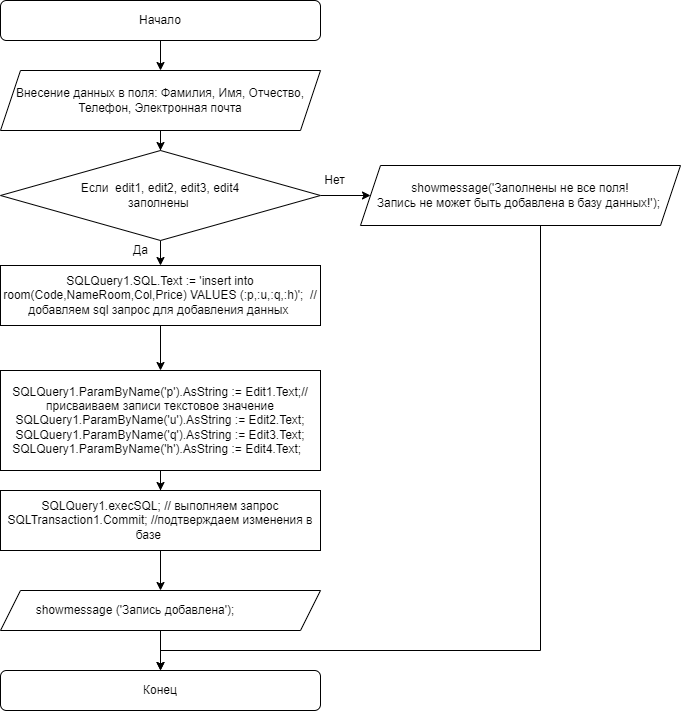 Начало
Внесение данных в поля: Фамилия, Имя, Отчество,
Телефон, Электронная почта
Если edit1, edit2, edit3, edit4
заполнены
Нет
showmessage('Заполнены не все поля!
Запись не может быть добавлена в базу данных!');
Да
SQLQuery1.SQL.Text := 'insert into
room(Code,NameRoom,Col,Price) VALUES (:p,:u,:q,:h)'; //
добавляем sql запрос для добавления данных
SQLQuery1.ParamByName('p').AsString := Edit1.Text;//
присваиваем записи текстовое значение
SQLQuery1.ParamByName('u').AsString := Edit2.Text;
SQLQuery1.ParamByName('q').AsString := Edit3.Text;
SQLQuery1.ParamByName('h').AsString := Edit4.Text;
SQLQuery1.execSQL; // выполняем запрос
SQLTransaction1.Commit; //подтверждаем изменения в
базе
showmessage ('Запись добавлена');
Конец